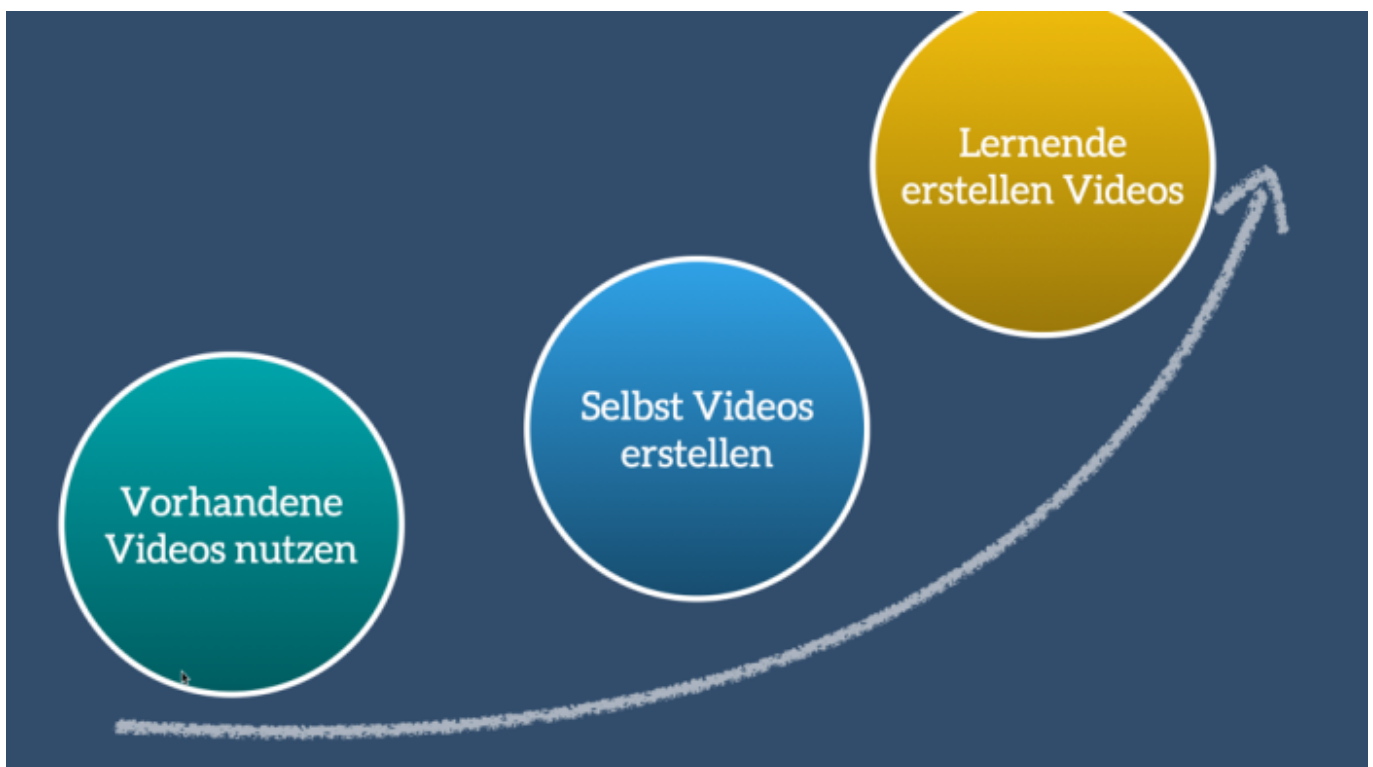 Vorhandene
Videos nutzen
Selbst Videos
erstellen
Lernende
erstellen Videos